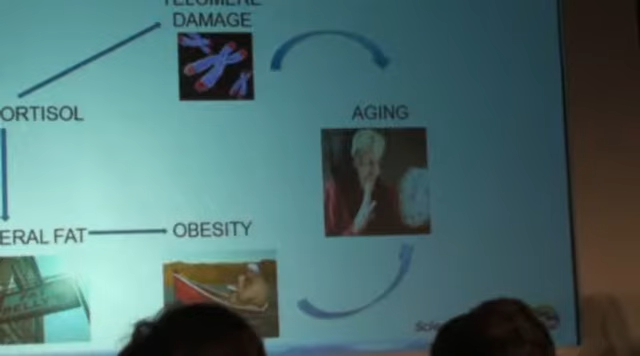 TELOMERE
DAMAGE
ORTISOL
AGING
ERAL FAT
OBESITY